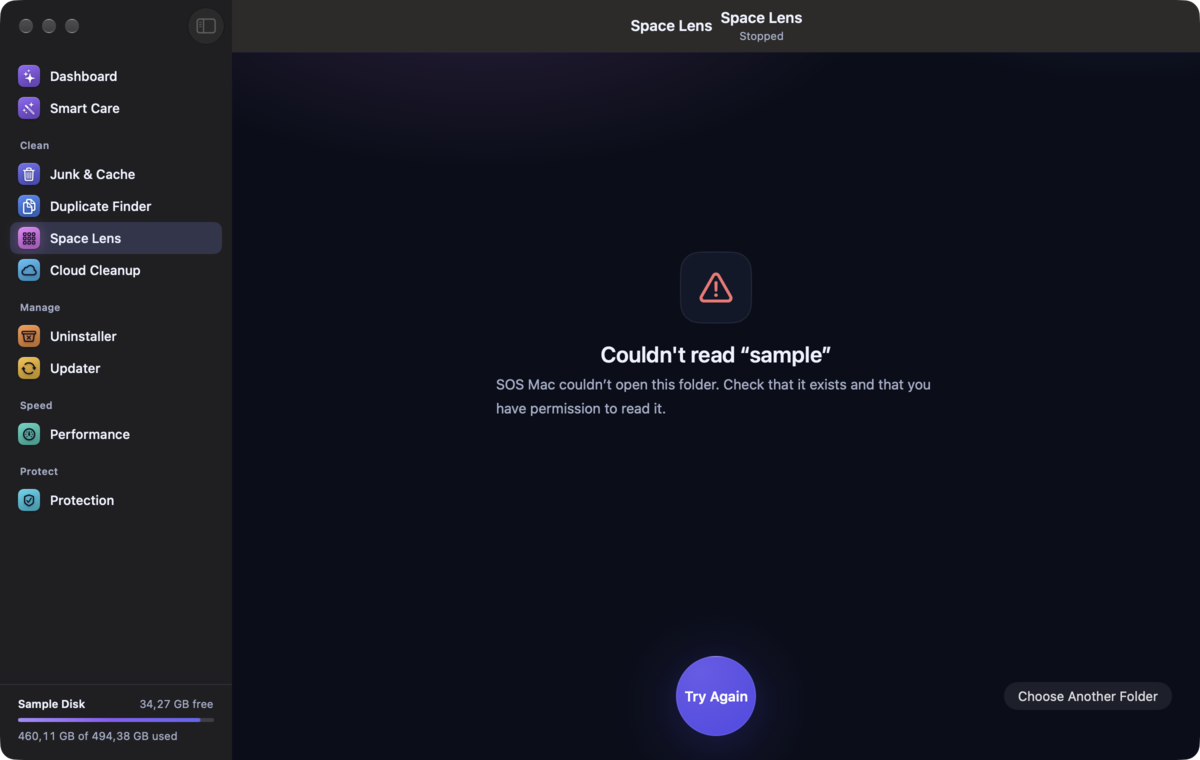 Space Lens
Space Lens
Stopped
Dashboard
Smart Care
Clean
Junk & Cache
Duplicate Finder
Space Lens
Cloud Cleanup
Manage
Uninstaller
Updater
Speed
Performance
Protect
Protection
Sample Disk
34,27 GB free
460,11 GB of 494,38 GB used
Couldn't read “sample”
SOS Mac couldn’t open this folder. Check that it exists and that you
have permission to read it.
Try Again
Choose Another Folder